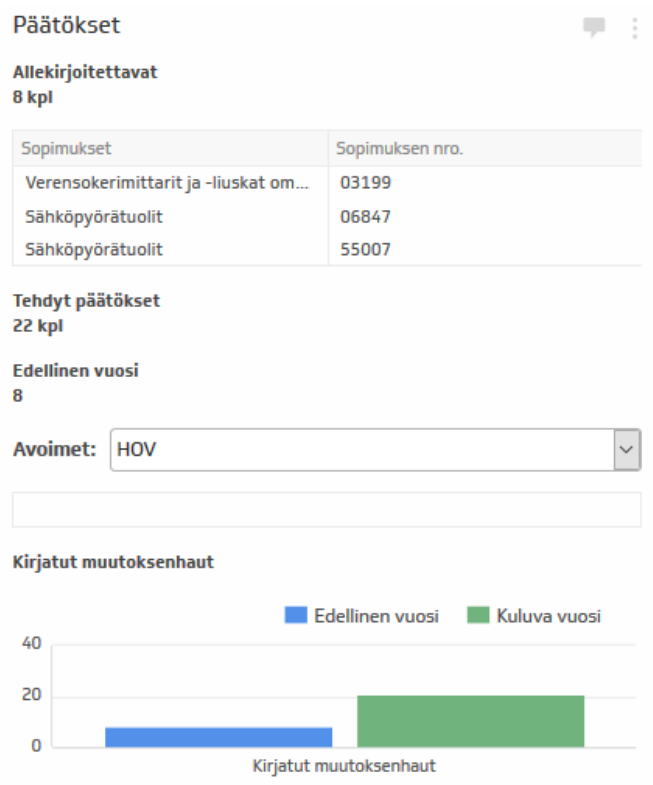 Päätökset
Allekirjoitettavat
8 kpl
Sopimukset Sopimuksen nro.
Verensokerimittarit ja -liuskat om... 03199
Sähköpyörätuolit 06847
Sähköpyörätuolit 55007
Tehdyt päätökset
22 kpl
Edellinen vuosi
8
Avoimet: HOV
Kirjatut muutoksenhaut
Edellinen vuosi Kuluva vuosi
40
20
0
Kirjatut muutoksenhaut